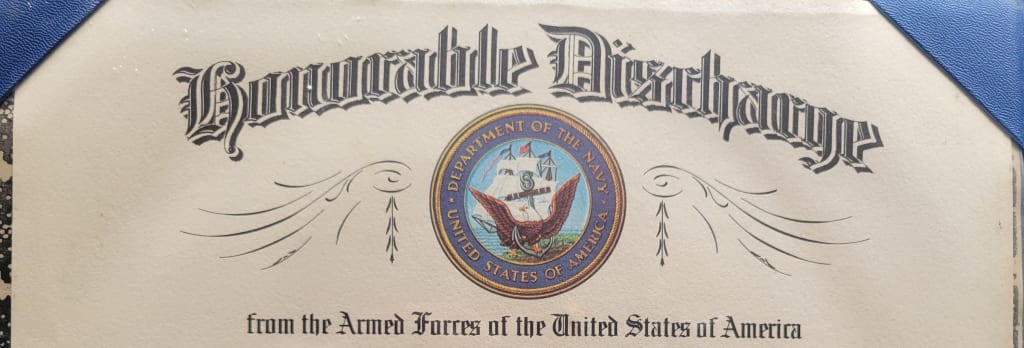 Honorable Discharge
DEPARTMENT OF THE NAVY
UNITED STATES OF AMERICA
from the Armed Forces of the United States of America